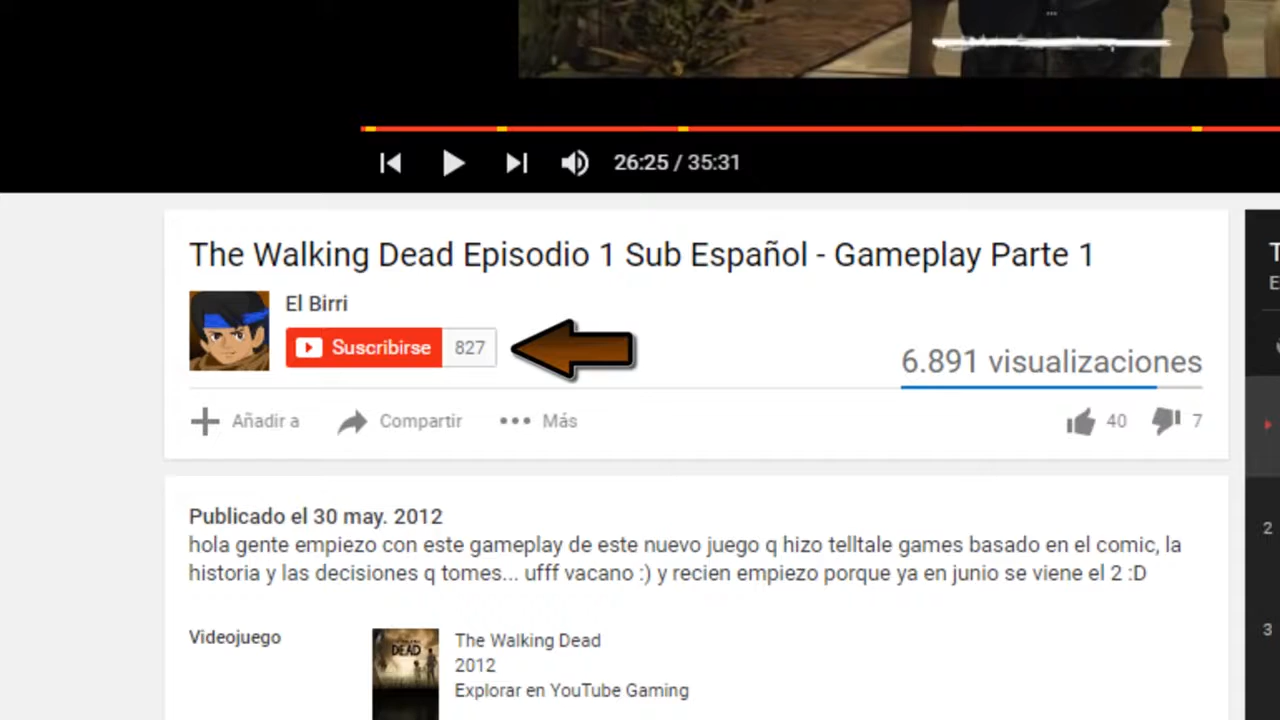 26:25 / 35:31
The Walking Dead Episodio 1 Sub Español - Gameplay Parte 1
El Birri
Suscribirse 827
6.891 visualizaciones
Añadir a Compartir ••• Más 40 7
Publicado el 30 may. 2012
hola gente empiezo con este gameplay de este nuevo juego q hizo telltale games basado en el comic, la
historia y las decisiones q tomes... ufff vacano :) y recien empiezo porque ya en junio se viene el 2 :D
Videojuego
DEAD
The Walking Dead
2012
Explorar en YouTube Gaming
T
E
2
3